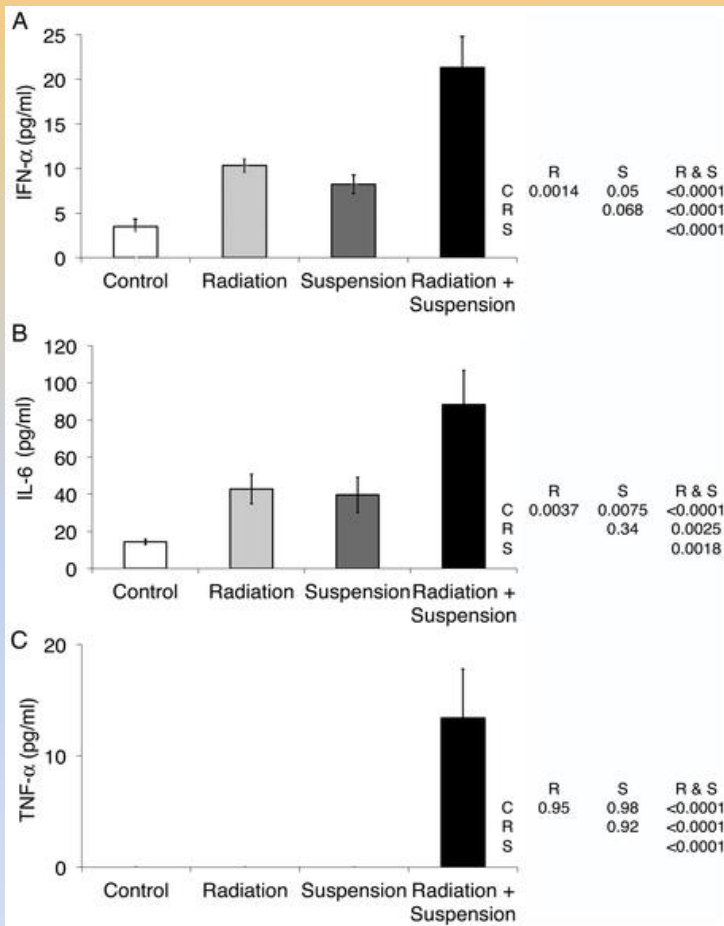 A
IFN-α (pg/ml)
25
20
15
10
5
0
Control Radiation Suspension Radiation +
Suspension
R S R & S
C 0.0014 0.05 <0.0001
R 0.068 <0.0001
S <0.0001
B
IL-6 (pg/ml)
120
100
80
60
40
20
0
Control Radiation Suspension Radiation +
Suspension
R S R & S
C 0.0037 0.0075 <0.0001
R 0.34 0.0025
S 0.0018
C
TNF-α (pg/ml)
20
10
0
Control Radiation Suspension Radiation +
Suspension
R S R & S
C 0.95 0.98 <0.0001
R 0.92 <0.0001
S <0.0001